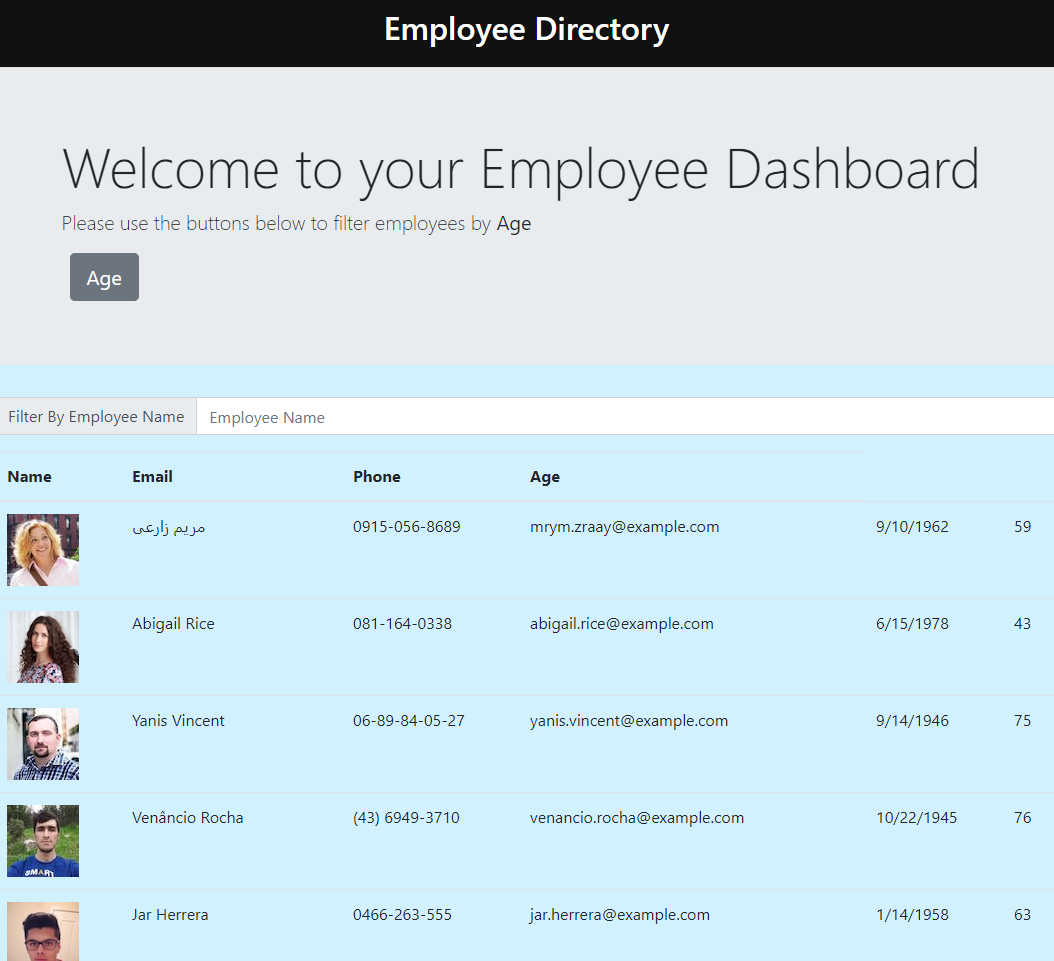 Employee Directory
Welcome to your Employee Dashboard
Please use the buttons below to filter employees by Age
Age
Filter By Employee Name Employee Name
Name Email Phone Age
مریم زارعی 0915-056-8689 mrym.zraay@example.com 9/10/1962 59
Abigail Rice 081-164-0338 abigail.rice@example.com 6/15/1978 43
Yanis Vincent 06-89-84-05-27 yanis.vincent@example.com 9/14/1946 75
Venâncio Rocha (43) 6949-3710 venancio.rocha@example.com 10/22/1945 76
SMART
Jar Herrera 0466-263-555 jar.herrera@example.com 1/14/1958 63